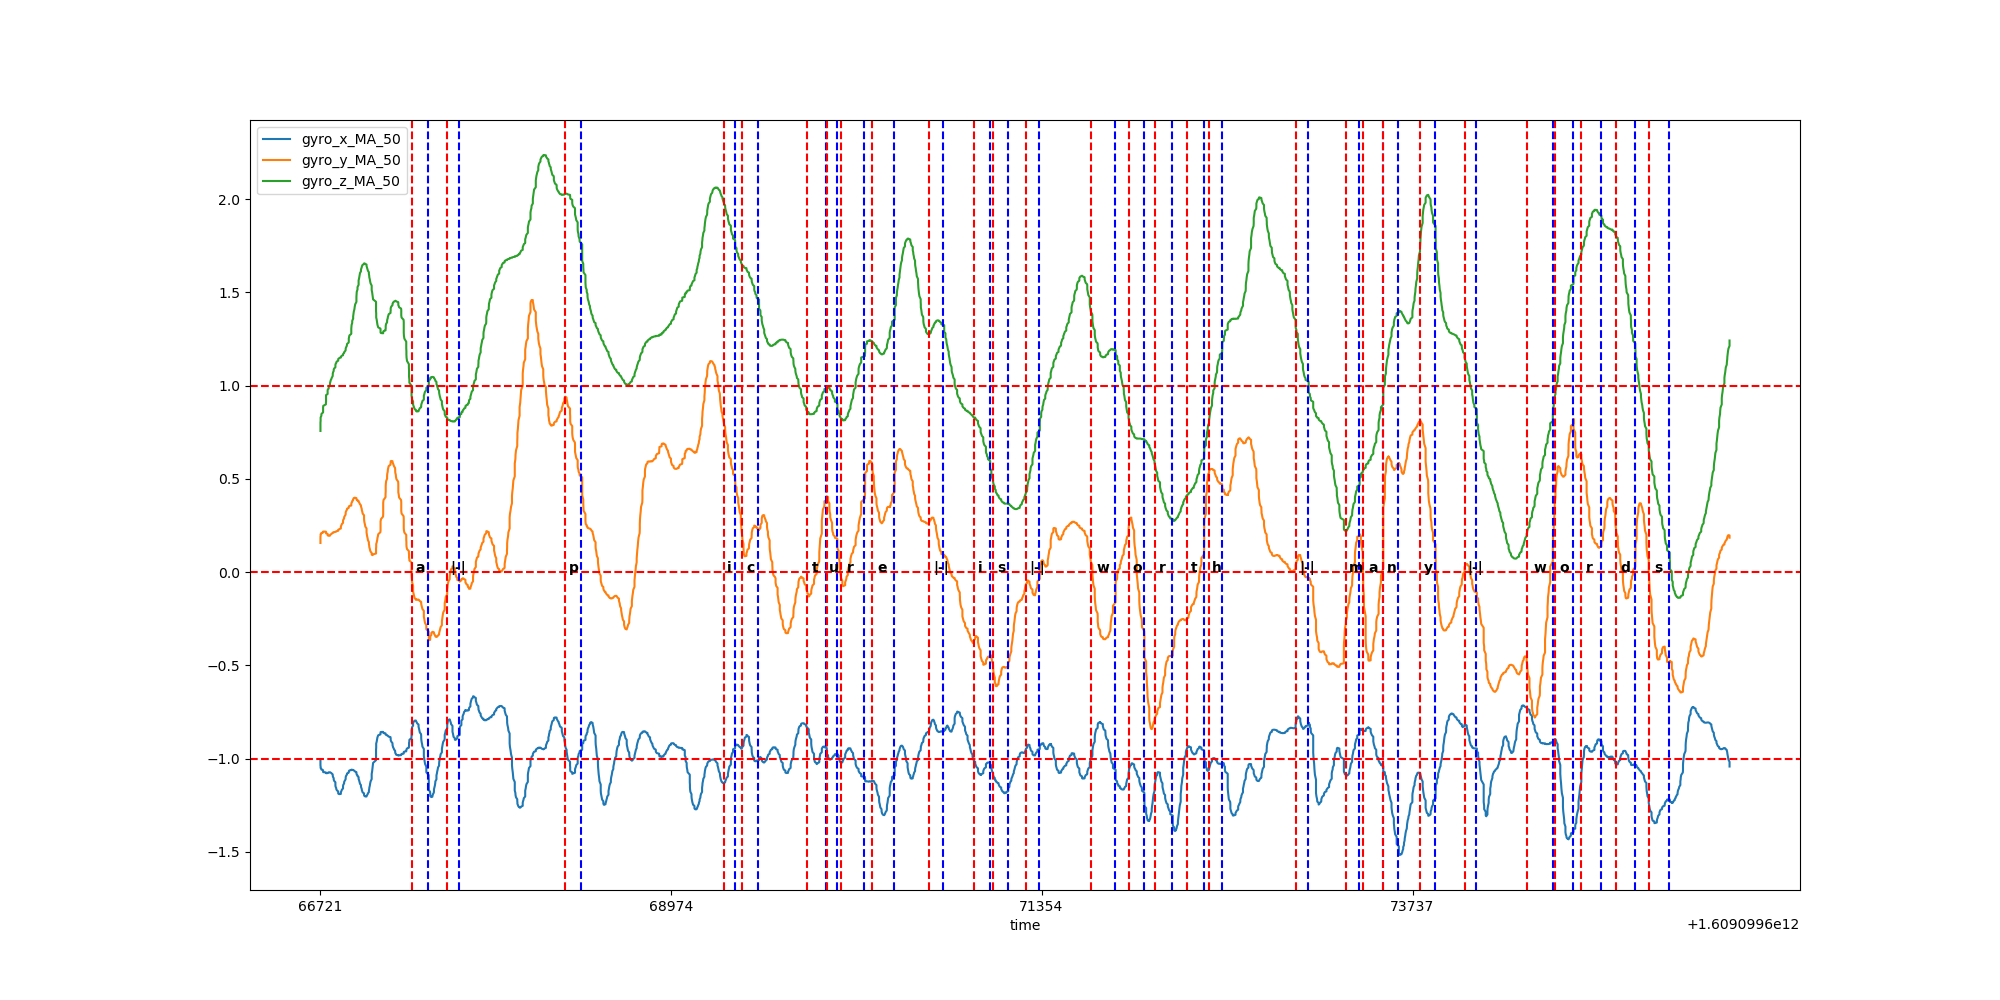 gyro_x_MA_50
gyro_y_MA_50
gyro_z_MA_50
2.0
1.5
1.0
0.5
0.0
−0.5
−1.0
−1.5
a |-| p i c t u r e |-| i s |-| w o r t h |-| m a n y |-| w o r d s
66721 68974 71354 73737
time
+1.6090996e12